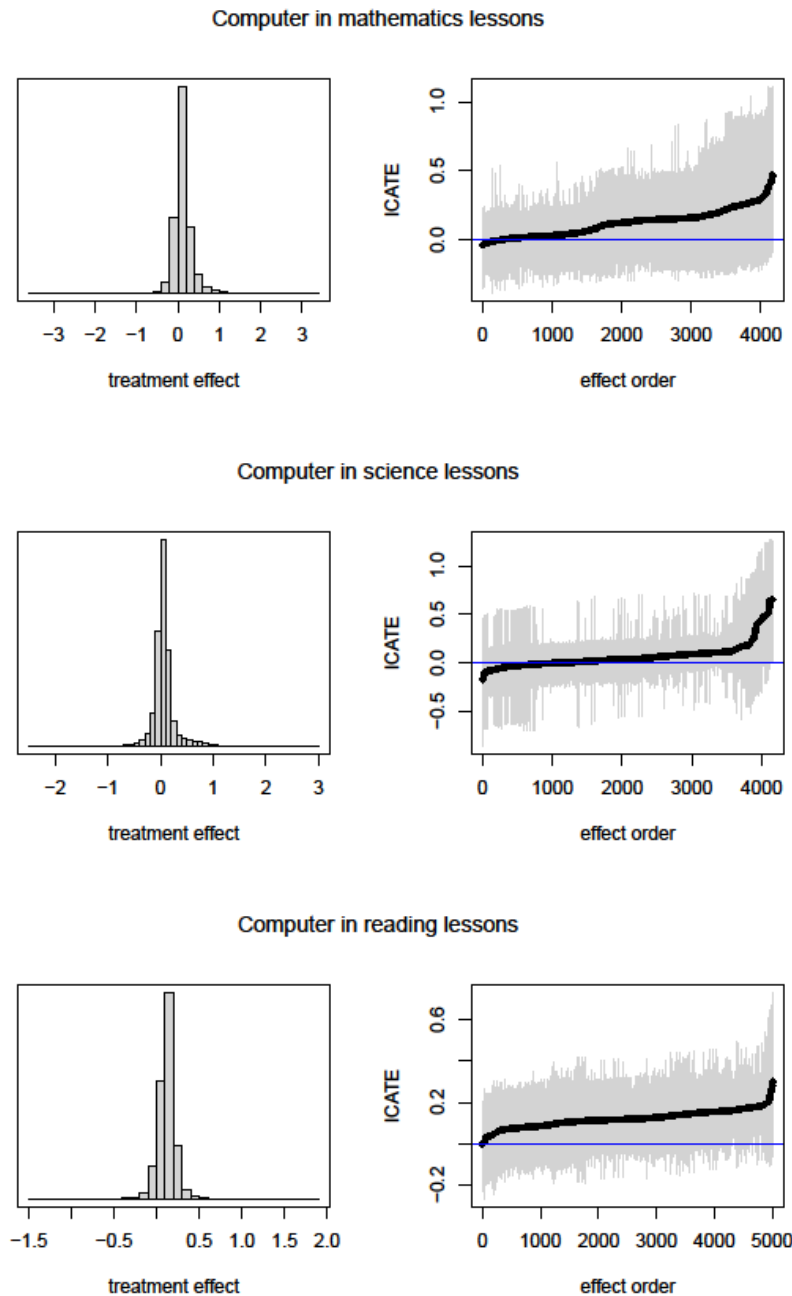 Computer in mathematics lessons
−3 −2 −1 0 1 2 3
treatment effect
ICATE
0.0 0.5 1.0
0 1000 2000 3000 4000
effect order
Computer in science lessons
−2 −1 0 1 2 3
treatment effect
ICATE
−0.5 0.0 0.5 1.0
0 1000 2000 3000 4000
effect order
Computer in reading lessons
−1.5 −0.5 0.5 1.0 1.5 2.0
treatment effect
ICATE
−0.2 0.2 0.6
0 1000 2000 3000 4000 5000
effect order